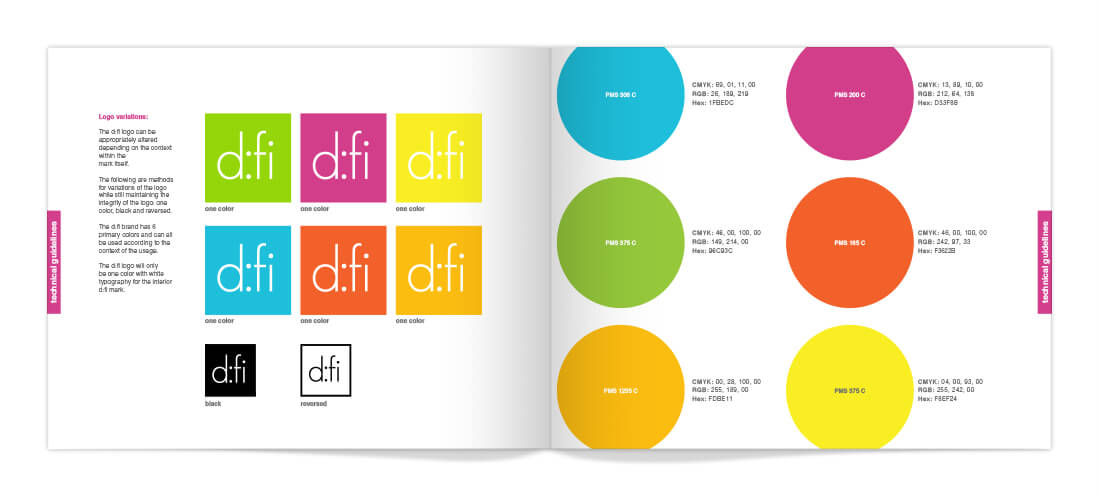 Logo variations:
The d:fi logo can be
appropriately altered
depending on the context
within the
mark itself.
The following are methods
for variations of the logo
while still maintaining the
integrity of the logo: one
color, black and reversed.
The d:fi brand has 6
primary colors and can all
be used according to the
context of the usage.
The d:fi logo will only
be one color with white
typography for the interior
d:fi mark.
technical guidelines
d:fi
one color
d:fi
one color
d:fi
one color
d:fi
one color
d:fi
one color
d:fi
one color
d:fi
black
d:fi
reversed
PMS 306 C
CMYK: 69, 01, 11, 00
RGB: 26, 189, 219
Hex: 1FBEDC
PMS 200 C
CMYK: 13, 89, 10, 00
RGB: 212, 64, 138
Hex: D33F8B
PMS 375 C
CMYK: 46, 00, 100, 00
RGB: 149, 214, 00
Hex: 96C93C
PMS 165 C
CMYK: 46, 00, 100, 00
RGB: 242, 97, 33
Hex: F3622B
PMS 1235 C
CMYK: 00, 28, 100, 00
RGB: 255, 189, 00
Hex: FDBE11
PMS 375 C
CMYK: 04, 00, 93, 00
RGB: 255, 242, 00
Hex: F8EF24
technical guidelines